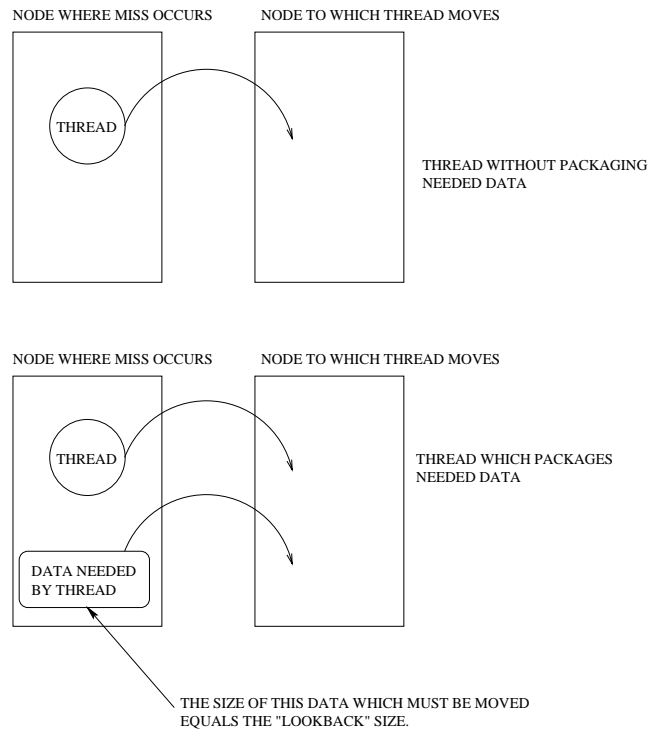 NODE WHERE MISS OCCURS
NODE TO WHICH THREAD MOVES
THREAD
THREAD WITHOUT PACKAGING
NEEDED DATA
NODE WHERE MISS OCCURS
NODE TO WHICH THREAD MOVES
THREAD
THREAD WHICH PACKAGES
NEEDED DATA
DATA NEEDED
BY THREAD
THE SIZE OF THIS DATA WHICH MUST BE MOVED
EQUALS THE "LOOKBACK" SIZE.